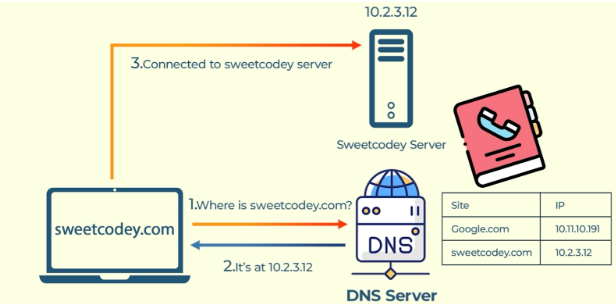 10.2.3.12
3.Connected to sweetcodey server
Sweetcodey Server
1.Where is sweetcodey.com?
sweetcodey.com
DNS
2.It's at 10.2.3.12
DNS Server
Site IP
Google.com 10.11.10.191
sweetcodey.com 10.2.3.12